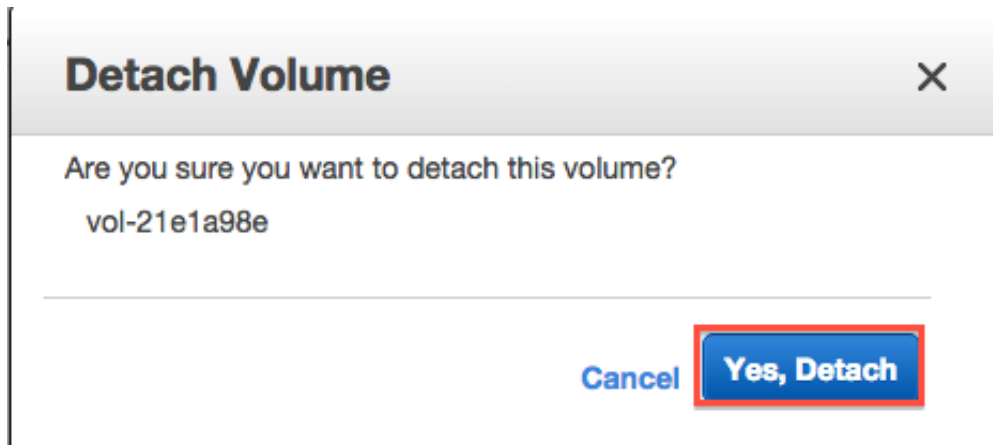 Detach Volume
Are you sure you want to detach this volume?
vol-21e1a98e
Cancel Yes, Detach